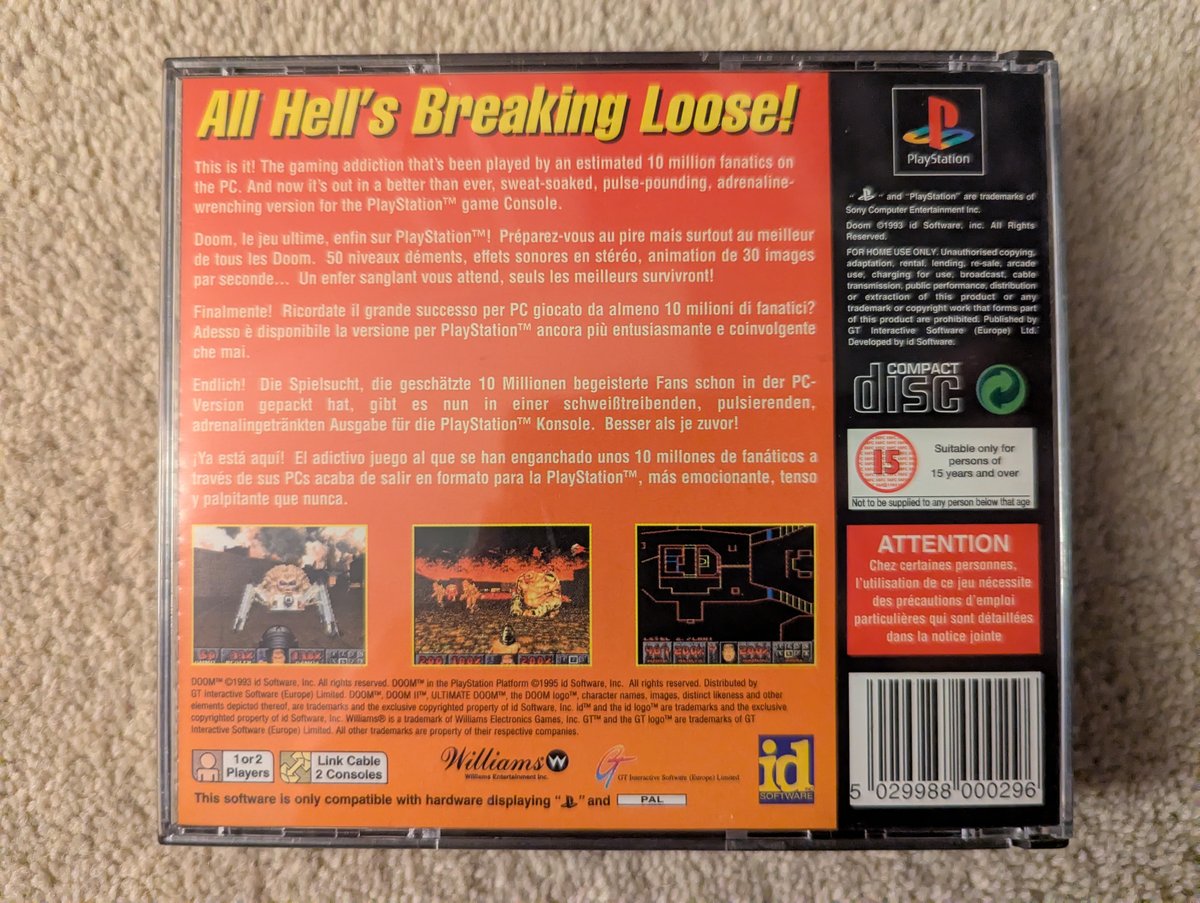 All Hell's Breaking Loose!
This is it! The gaming addiction that's been played by an estimated 10 million fanatics on
the PC. And now it's out in a better than ever, sweat-soaked, pulse-pounding, adrenaline-
wrenching version for the PlayStation™ game Console.
Doom, le jeu ultime, enfin sur PlayStation™! Préparez-vous au pire mais surtout au meilleur
de tous les Doom. 50 niveaux déments, effets sonores en stéréo, animation de 30 images
par seconde... Un enfer sanglant vous attend, seuls les meilleurs survivront!
Finalmente! Ricordate il grande successo per PC giocato da almeno 10 milioni di fanatici?
Adesso è disponibile la versione per PlayStation™ ancora più entusiasmante e coinvolgente
che mai.
Endlich! Die Spielsucht, die geschätzte 10 Millionen begeisterte Fans schon in der PC-
Version gepackt hat, gibt es nun in einer schweißtreibenden, pulsierenden,
adrenalingetränkten Ausgabe für die PlayStation™ Konsole. Besser als je zuvor!
¡Ya está aquí! El adictivo juego al que se han enganchado unos 10 millones de fanáticos a
través de sus PCs acaba de salir en formato para la PlayStation™, más emocionante, tenso
y palpitante que nunca.
DOOM™ ©1993 id Software, Inc. All rights reserved. DOOM™ in the PlayStation Platform ©1995 id Software, Inc. All rights reserved. Distributed by
GT Interactive Software (Europe) Limited. DOOM™, DOOM II™, ULTIMATE DOOM™, the DOOM logo™, character names, images, distinct likeness and other
elements depicted thereof, are trademarks and the exclusive copyrighted property of id Software, Inc. id™ and the id logo™ are trademarks and the exclusive
copyrighted property of id Software, Inc. Williams® is a trademark of Williams Electronics Games, Inc. GT™ and the GT logo™ are trademarks of GT
Interactive Software (Europe) Limited. All other trademarks are property of their respective companies.
1 or 2
Players
Link Cable
2 Consoles
Williams
Williams Entertainment Inc.
GT Interactive Software (Europe) Limited
id
SOFTWARE
This software is only compatible with hardware displaying " " and PAL
PlayStation
" " and "PlayStation" are trademarks of
Sony Computer Entertainment Inc.
Doom ©1993 id Software, inc. All Rights
Reserved.
FOR HOME USE ONLY. Unauthorised copying,
adaptation, rental, lending, re-sale, arcade
use, charging for use, broadcast, cable
transmission, public performance, distribution
or extraction of this product or any
trademark or copyright work that forms part
of this product are prohibited. Published by
GT Interactive Software (Europe) Ltd.
Developed by id Software.
COMPACT
disc
15
Suitable only for
persons of
15 years and over
Not to be supplied to any person below that age
ATTENTION
Chez certaines personnes,
l'utilisation de ce jeu nécessite
des précautions d'emploi
particulières qui sont détaillées
dans la notice jointe
5 029988 000296